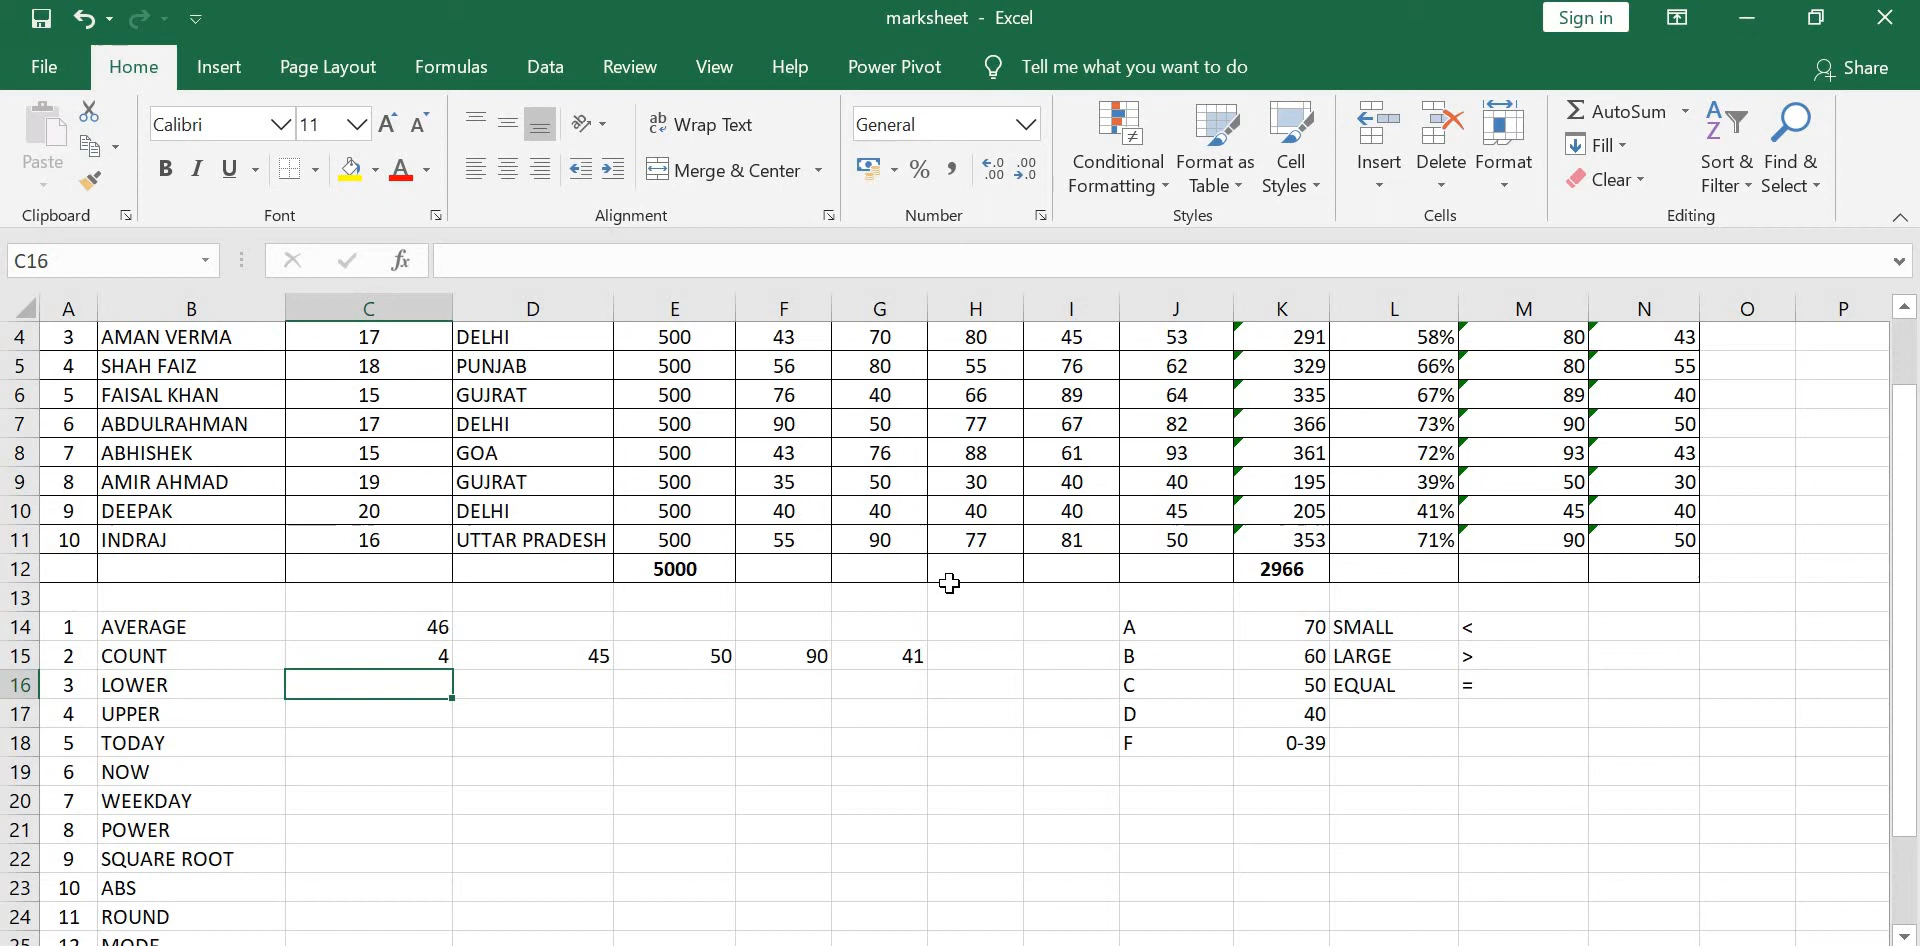 marksheet - Excel
Sign in
File Home Insert Page Layout Formulas Data Review View Help Power Pivot Tell me what you want to do Share
Paste
Clipboard
Calibri 11
B I U
Font
Wrap Text
Merge & Center
Alignment
General
Number
Conditional Formatting
Format as Table
Cell Styles
Styles
Insert Delete Format
Cells
AutoSum
Fill
Clear
Sort & Filter
Find & Select
Editing
C16 fx
A B C D E F G H I J K L M N O P
4 3 AMAN VERMA 17 DELHI 500 43 70 80 45 53 291 58% 80 43
5 4 SHAH FAIZ 18 PUNJAB 500 56 80 55 76 62 329 66% 80 55
6 5 FAISAL KHAN 15 GUJRAT 500 76 40 66 89 64 335 67% 89 40
7 6 ABDULRAHMAN 17 DELHI 500 90 50 77 67 82 366 73% 90 50
8 7 ABHISHEK 15 GOA 500 43 76 88 61 93 361 72% 93 43
9 8 AMIR AHMAD 19 GUJRAT 500 35 50 30 40 40 195 39% 50 30
10 9 DEEPAK 20 DELHI 500 40 40 40 40 45 205 41% 45 40
11 10 INDRAJ 16 UTTAR PRADESH 500 55 90 77 81 50 353 71% 90 50
12 5000 2966
13
14 1 AVERAGE 46 A 70 SMALL <
15 2 COUNT 4 45 50 90 41 B 60 LARGE >
16 3 LOWER C 50 EQUAL =
17 4 UPPER D 40
18 5 TODAY F 0-39
19 6 NOW
20 7 WEEKDAY
21 8 POWER
22 9 SQUARE ROOT
23 10 ABS
24 11 ROUND
25 12 MODE